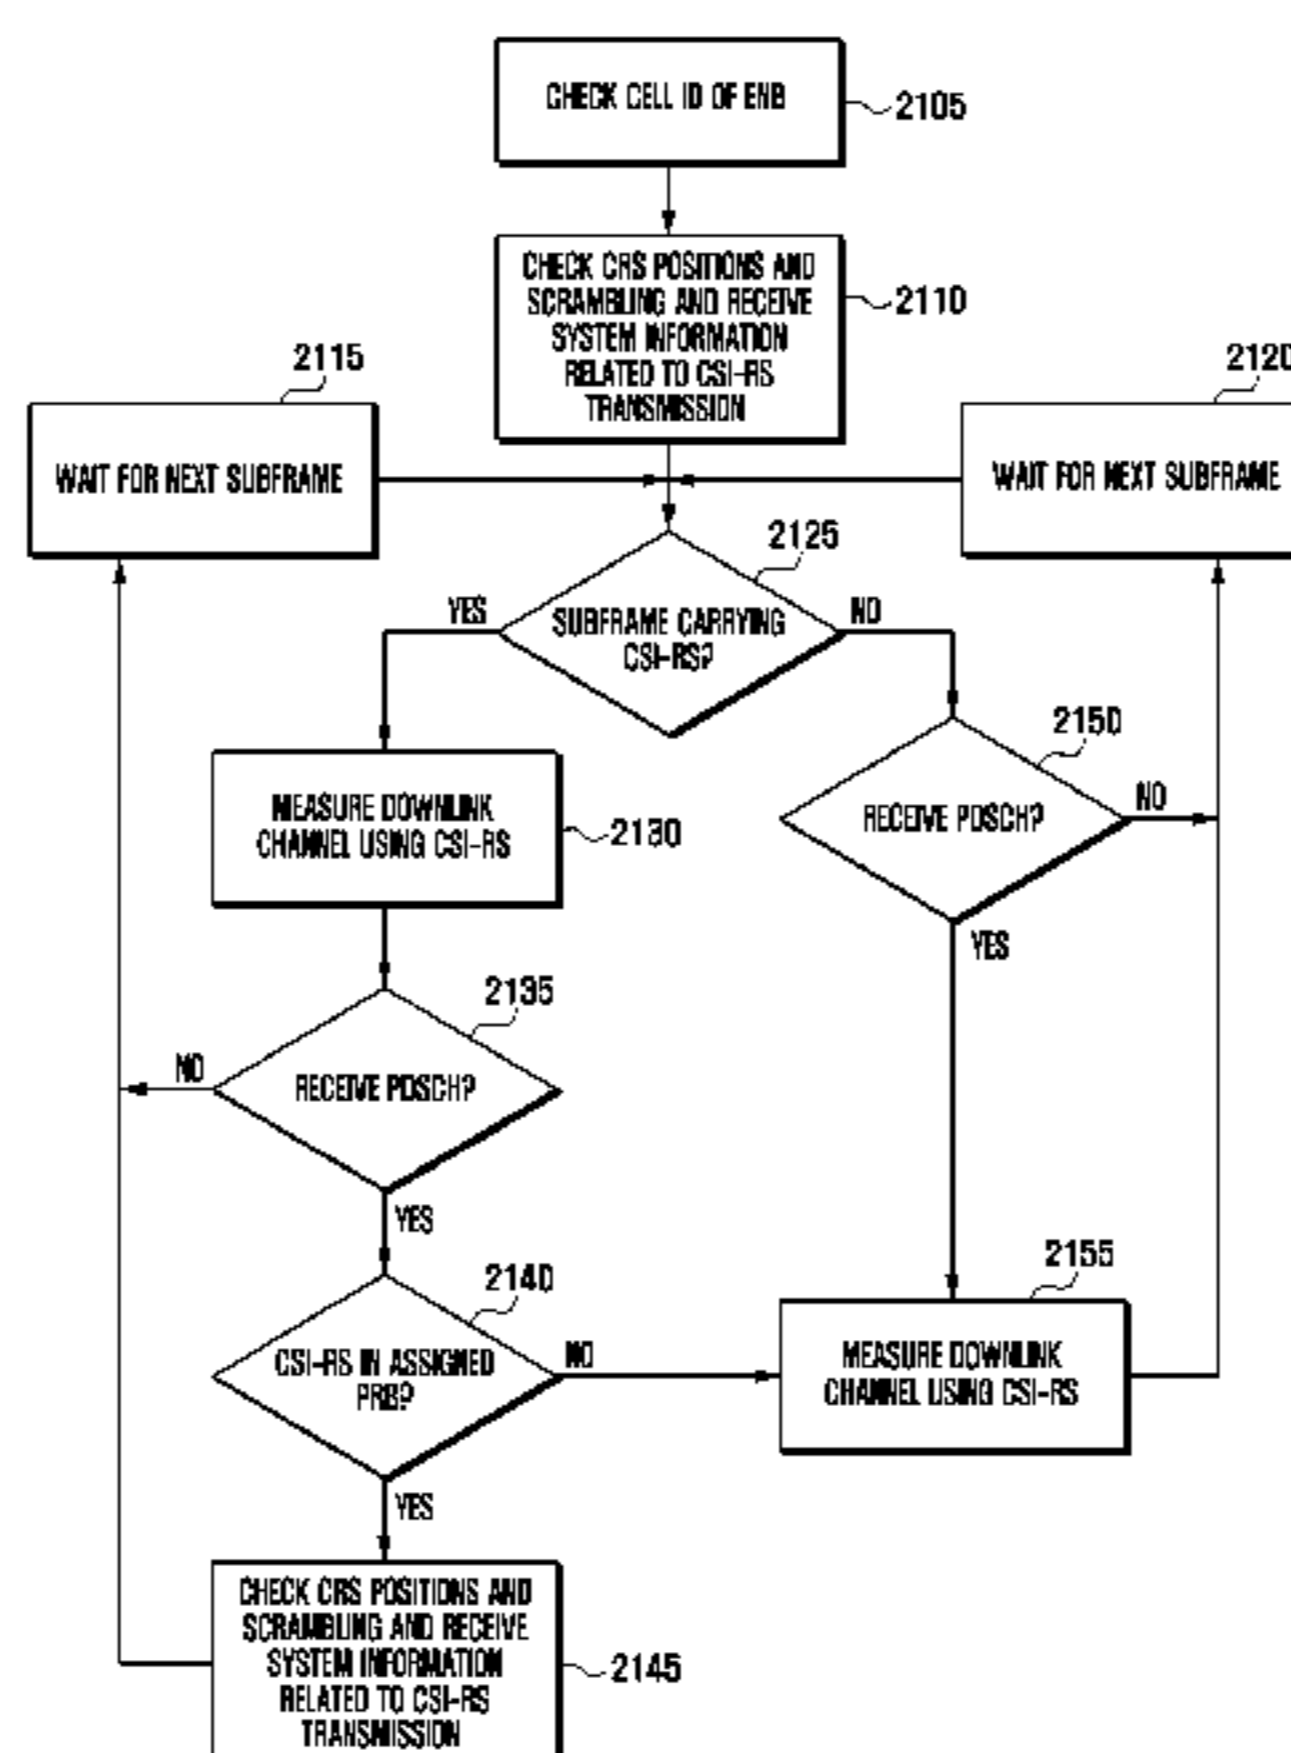 CHECK CELL ID OF ENB
2105
CHECK CRS POSITIONS AND
SCRAMBLING AND RECEIVE
SYSTEM INFORMATION
RELATED TO CSI-RS
TRANSMISSION
2110
2115
WAIT FOR NEXT SUBFRAME
2120
WAIT FOR NEXT SUBFRAME
2125
SUBFRAME CARRYING
CSI-RS?
YES
NO
MEASURE DOWNLINK
CHANNEL USING CSI-RS
2130
2150
RECEIVE PDSCH?
NO
YES
2135
RECEIVE PDSCH?
NO
YES
2140
CSI-RS IN ASSIGNED
PRB?
NO
YES
2155
MEASURE DOWNLINK
CHANNEL USING CSI-RS
CHECK CRS POSITIONS AND
SCRAMBLING AND RECEIVE
SYSTEM INFORMATION
RELATED TO CSI-RS
TRANSMISSION
2145